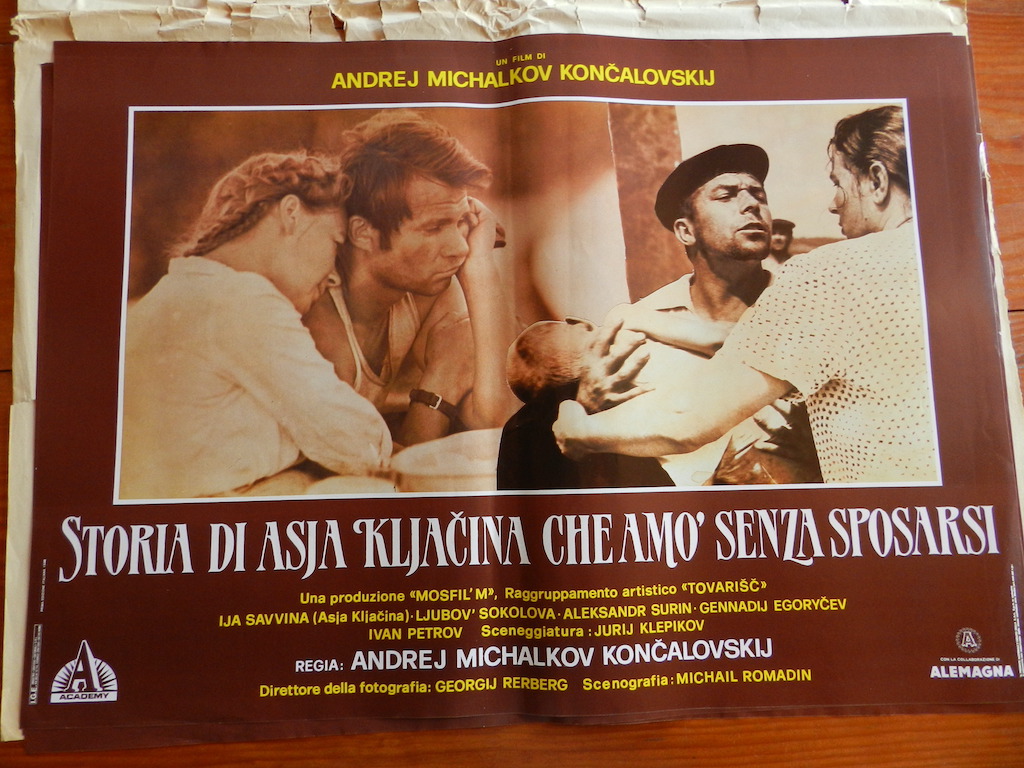 UN FILM DI
ANDREJ MICHALKOV KONČALOVSKIJ
STORIA DI ASJA KLJAČINA CHE AMO' SENZA SPOSARSI
Una produzione «MOSFIL'M», Raggruppamento artistico «TOVARIŠČ»
IJA SAVVINA (Asja Kljačina) · LJUBOV' SOKOLOVA · ALEKSANDR SURIN · GENNADIJ EGORYČEV
IVAN PETROV Sceneggiatura : JURIJ KLEPIKOV
REGIA: ANDREJ MICHALKOV KONČALOVSKIJ
Direttore della fotografia: GEORGIJ RERBERG Scenografia : MICHAIL ROMADIN
A
ACADEMY
A
CON LA COLLABORAZIONE DI
ALEMAGNA